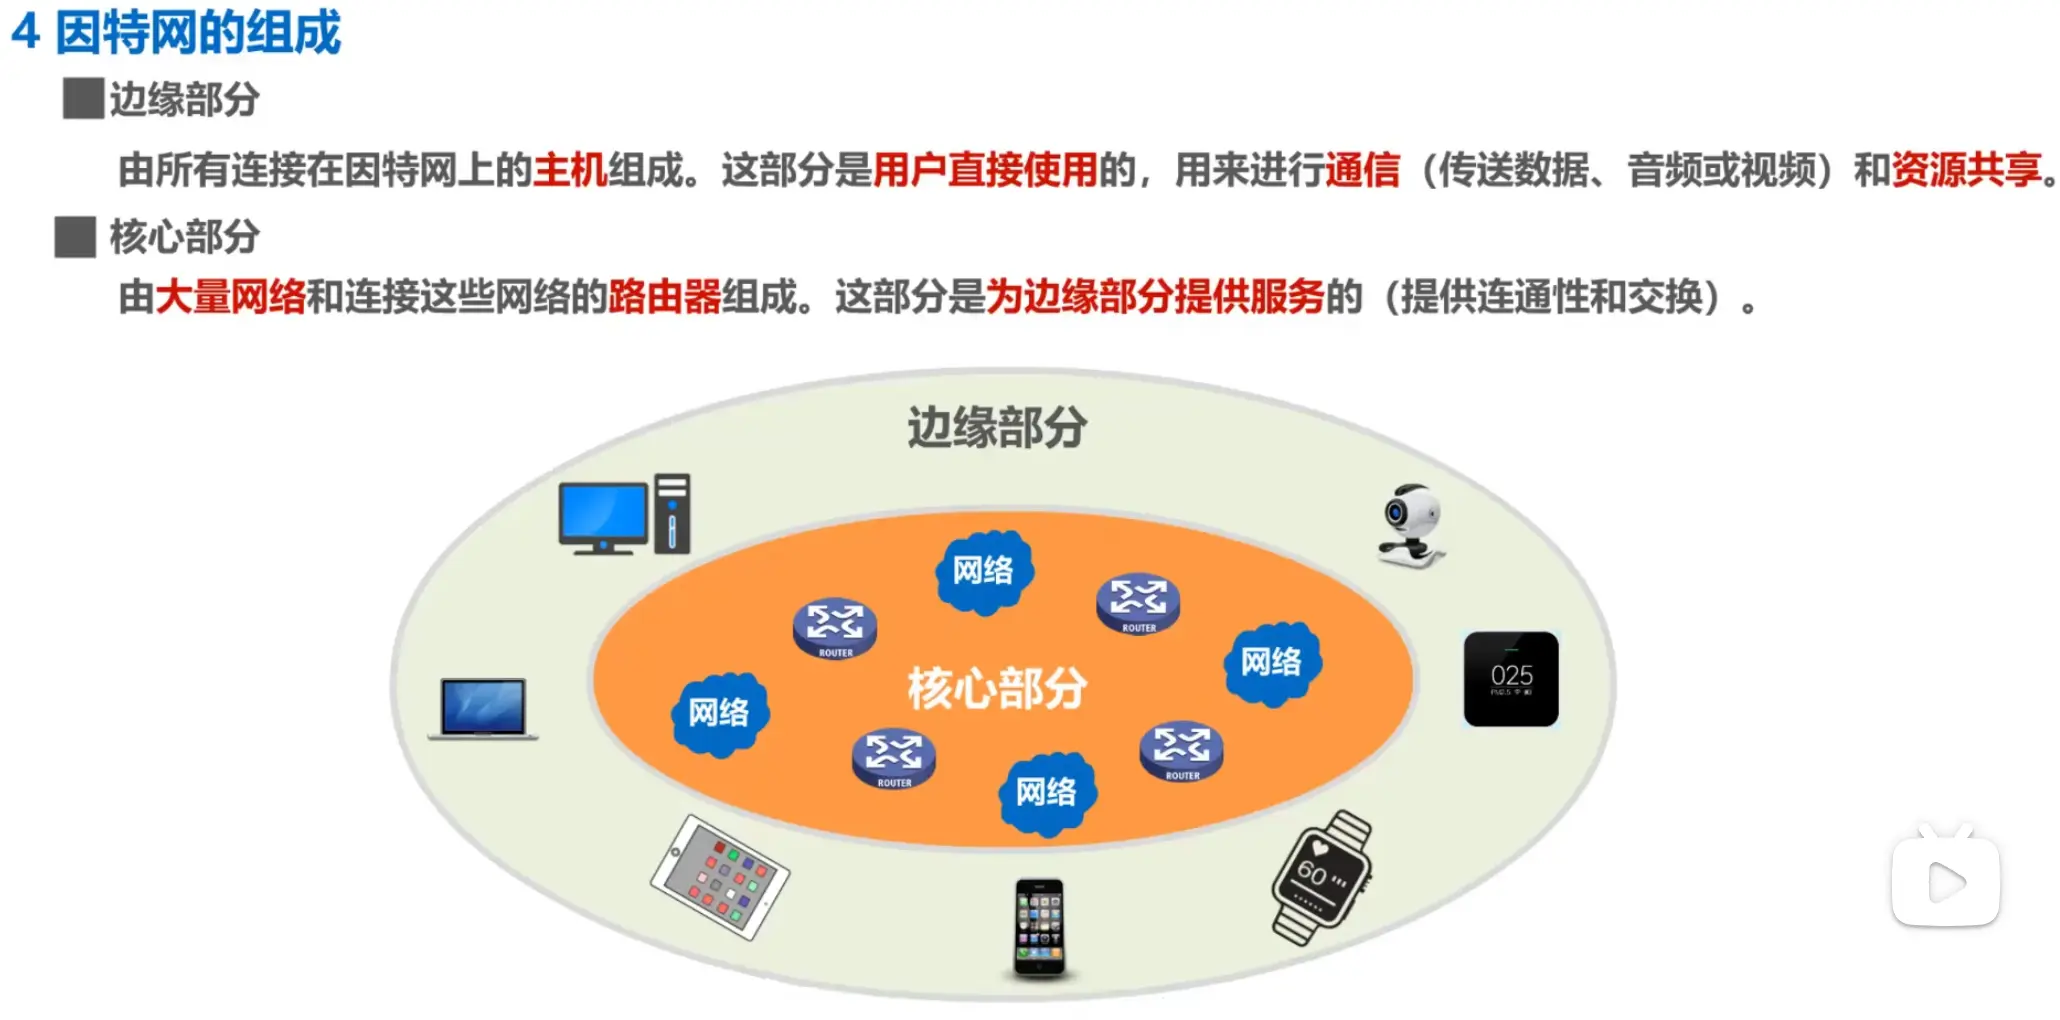 4 因特网的组成
边缘部分
由所有连接在因特网上的主机组成。这部分是用户直接使用的，用来进行通信（传送数据、音频或视频）和资源共享。
核心部分
由大量网络和连接这些网络的路由器组成。这部分是为边缘部分提供服务的（提供连通性和交换）。
边缘部分
网络
ROUTER
ROUTER
网络
核心部分
025
网络
ROUTER
ROUTER
网络
60